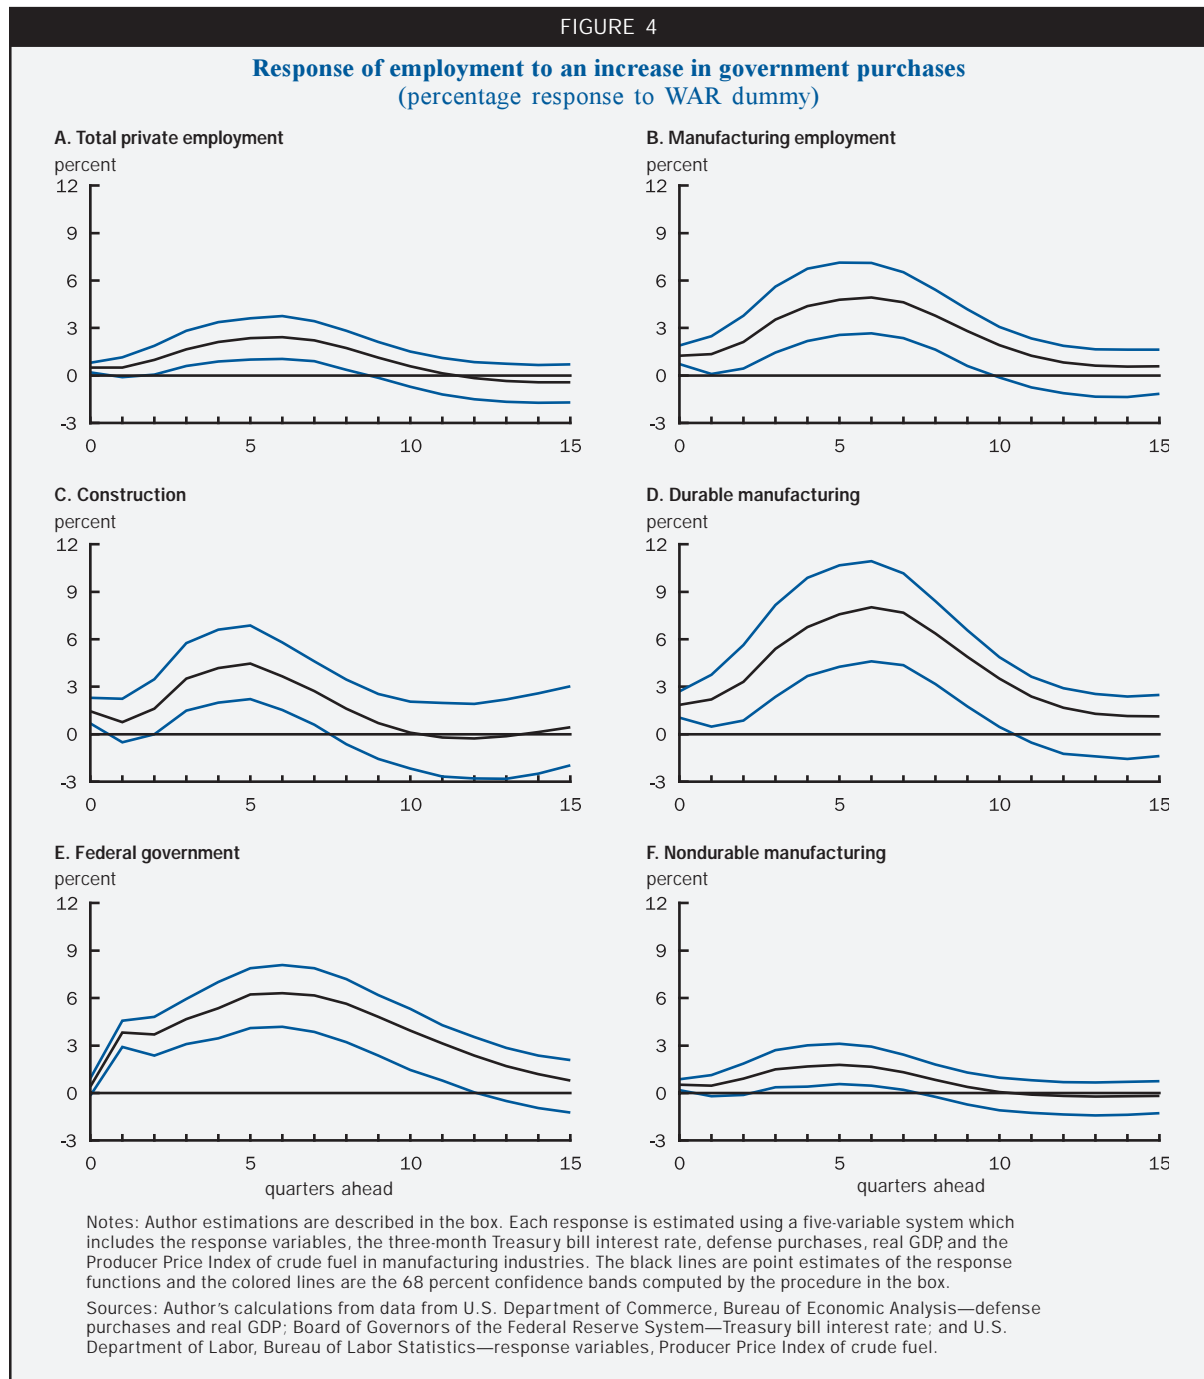 FIGURE 4
Response of employment to an increase in government purchases
(percentage response to WAR dummy)
A. Total private employment
percent
12
9
6
3
0
-3
0
5
10
15
B. Manufacturing employment
percent
12
9
6
3
0
-3
0
5
10
15
C. Construction
percent
12
9
6
3
0
-3
0
5
10
15
D. Durable manufacturing
percent
12
9
6
3
0
-3
0
5
10
15
E. Federal government
percent
12
9
6
3
0
-3
0
5
10
15
quarters ahead
F. Nondurable manufacturing
percent
12
9
6
3
0
-3
0
5
10
15
quarters ahead
Notes: Author estimations are described in the box. Each response is estimated using a five-variable system which
includes the response variables, the three-month Treasury bill interest rate, defense purchases, real GDP, and the
Producer Price Index of crude fuel in manufacturing industries. The black lines are point estimates of the response
functions and the colored lines are the 68 percent confidence bands computed by the procedure in the box.
Sources: Author's calculations from data from U.S. Department of Commerce, Bureau of Economic Analysis—defense
purchases and real GDP; Board of Governors of the Federal Reserve System—Treasury bill interest rate; and U.S.
Department of Labor, Bureau of Labor Statistics—response variables, Producer Price Index of crude fuel.